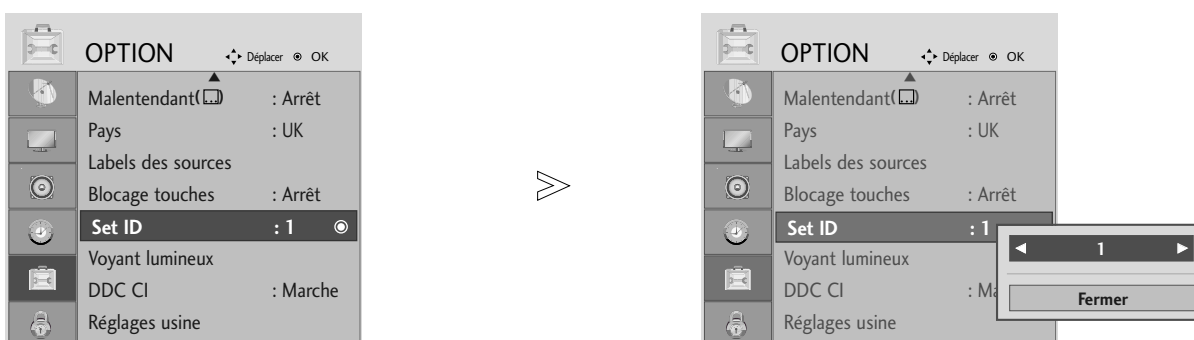 OPTION Déplacer OK
Malentendant( ) : Arrêt
Pays : UK
Labels des sources
Blocage touches : Arrêt
Set ID : 1
Voyant lumineux
DDC CI : Marche
Réglages usine
OPTION Déplacer OK
Malentendant( ) : Arrêt
Pays : UK
Labels des sources
Blocage touches : Arrêt
Set ID : 1
Voyant lumineux
DDC CI : Ma
Réglages usine
◄ 1 ►
Fermer